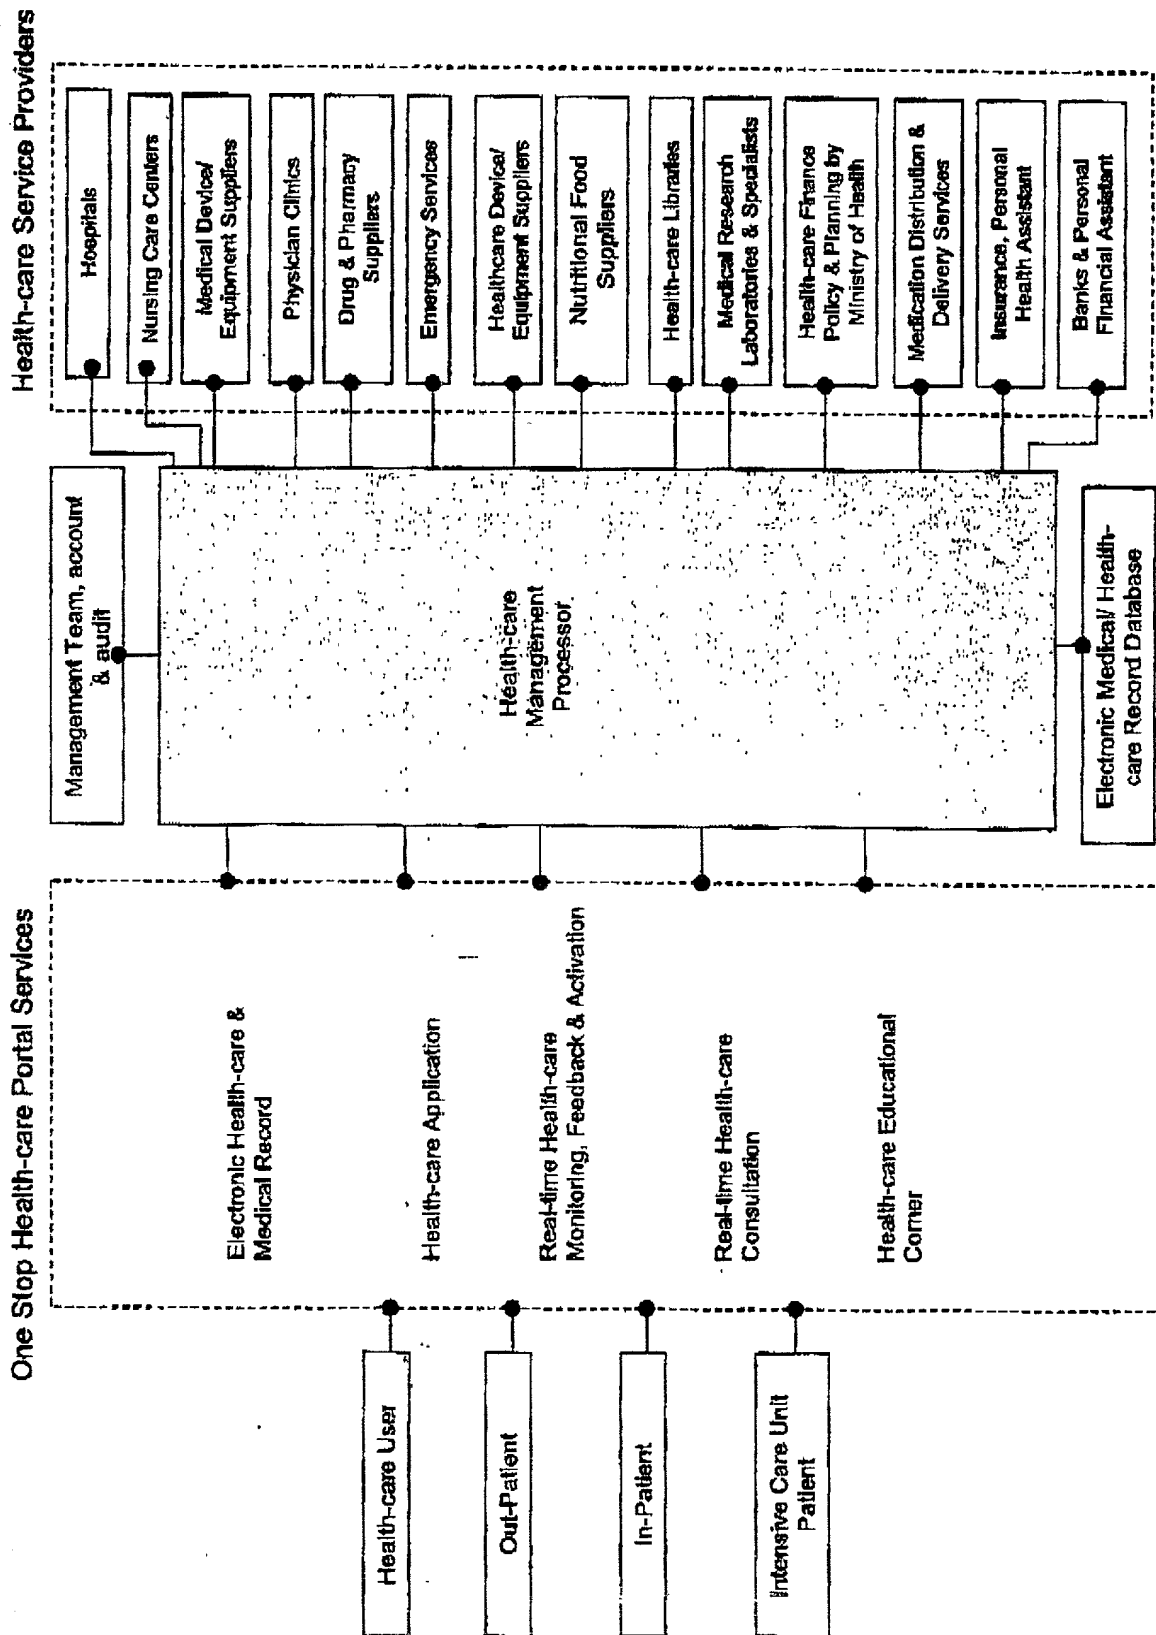 One Stop Health-care Portal Services
Health-care Service Providers
Health-care User
Out-Patient
In-Patient
Intensive Care Unit
Patient
Electronic Health-care &
Medical Record
Health-care Application
Real-time Health-care
Monitoring, Feedback & Activation
Real-time Health-care
Consultation
Health-care Educational
Corner
Management Team, account
& audit
Health-care
Management
Processor
Electronic Medical/ Health-
care Record Database
Hospitals
Nursing Care Centers
Medical Device/
Equipment Suppliers
Physician Clinics
Drug & Pharmacy
Suppliers
Emergency Services
Healthcare Device/
Equipment Suppliers
Nutritional Food
Suppliers
Health-care Libraries
Medical Research
Laboratories & Specialists
Health-care Finance
Policy & Planning by
Ministry of Health
Medication Distribution &
Delivery Services
Insurance, Personal
Health Assistant
Banks & Personal
Financial Assistant